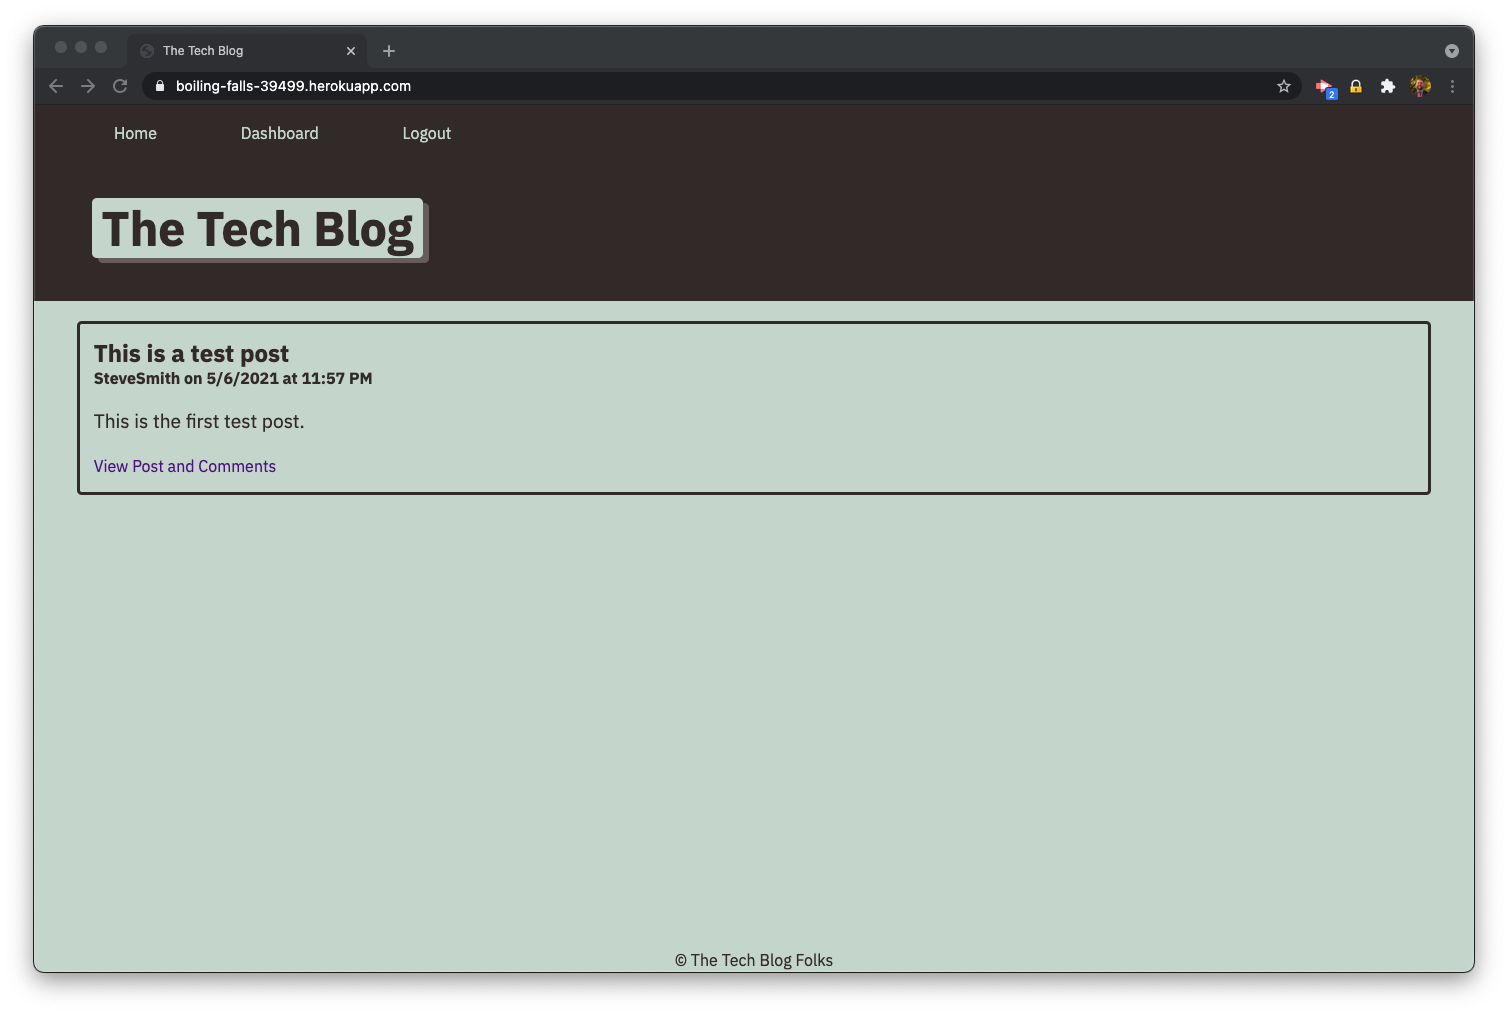 The Tech Blog
boiling-falls-39499.herokuapp.com
2
Home Dashboard Logout
The Tech Blog
This is a test post
SteveSmith on 5/6/2021 at 11:57 PM
This is the first test post.
View Post and Comments
© The Tech Blog Folks